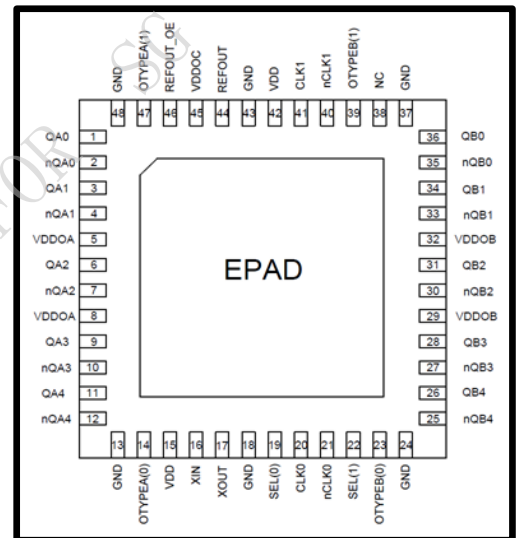 GND
OTYPEA(1)
REFOUT_OE
VDDOC
REFOUT
GND
VDD
CLK1
nCLK1
OTYPEB(1)
NC
GND
48 47 46 45 44 43 42 41 40 39 38 37
QA0 1 36 QB0
nQA0 2 35 nQB0
QA1 3 34 QB1
nQA1 4 33 nQB1
VDDOA 5 32 VDDOB
QA2 6 31 QB2
nQA2 7 30 nQB2
VDDOA 8 29 VDDOB
QA3 9 28 QB3
nQA3 10 27 nQB3
QA4 11 26 QB4
nQA4 12 25 nQB4
EPAD
13 14 15 16 17 18 19 20 21 22 23 24
GND
OTYPEA(0)
VDD
XIN
XOUT
GND
SEL(0)
CLK0
nCLK0
SEL(1)
OTYPEB(0)
GND
FOR SG